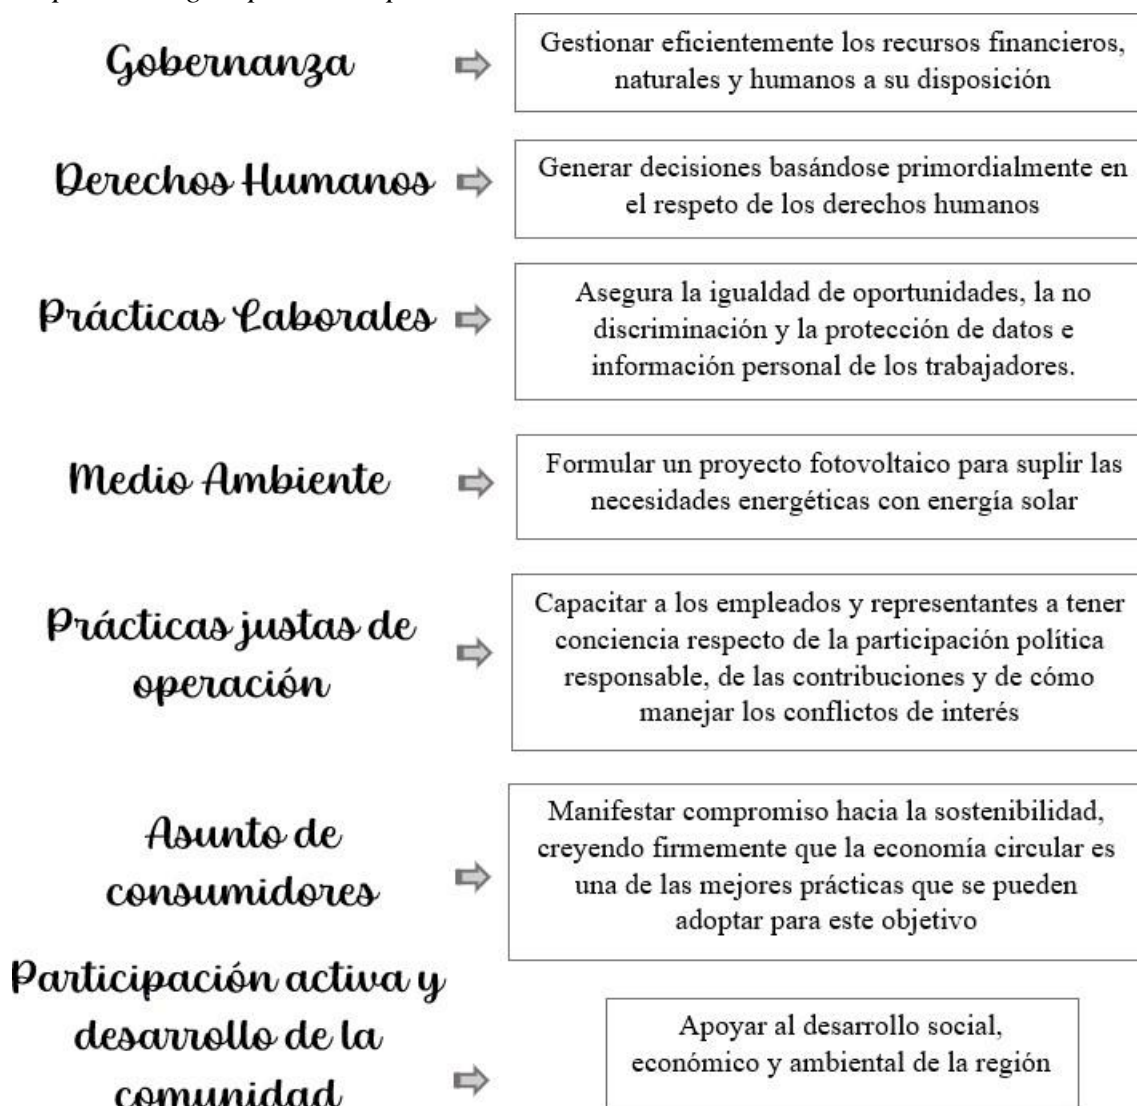 Gobernanza
Gestionar eficientemente los recursos financieros,
naturales y humanos a su disposición
Derechos Humanos
Generar decisiones basándose primordialmente en
el respeto de los derechos humanos
Prácticas Laborales
Asegura la igualdad de oportunidades, la no
discriminación y la protección de datos e
información personal de los trabajadores.
Medio Ambiente
Formular un proyecto fotovoltaico para suplir las
necesidades energéticas con energía solar
Prácticas justas de
operación
Capacitar a los empleados y representantes a tener
conciencia respecto de la participación política
responsable, de las contribuciones y de cómo
manejar los conflictos de interés
Asunto de
consumidores
Manifestar compromiso hacia la sostenibilidad,
creyendo firmemente que la economía circular es
una de las mejores prácticas que se pueden
adoptar para este objetivo
Participación activa y
desarrollo de la
comunidad
Apoyar al desarrollo social,
económico y ambiental de la región